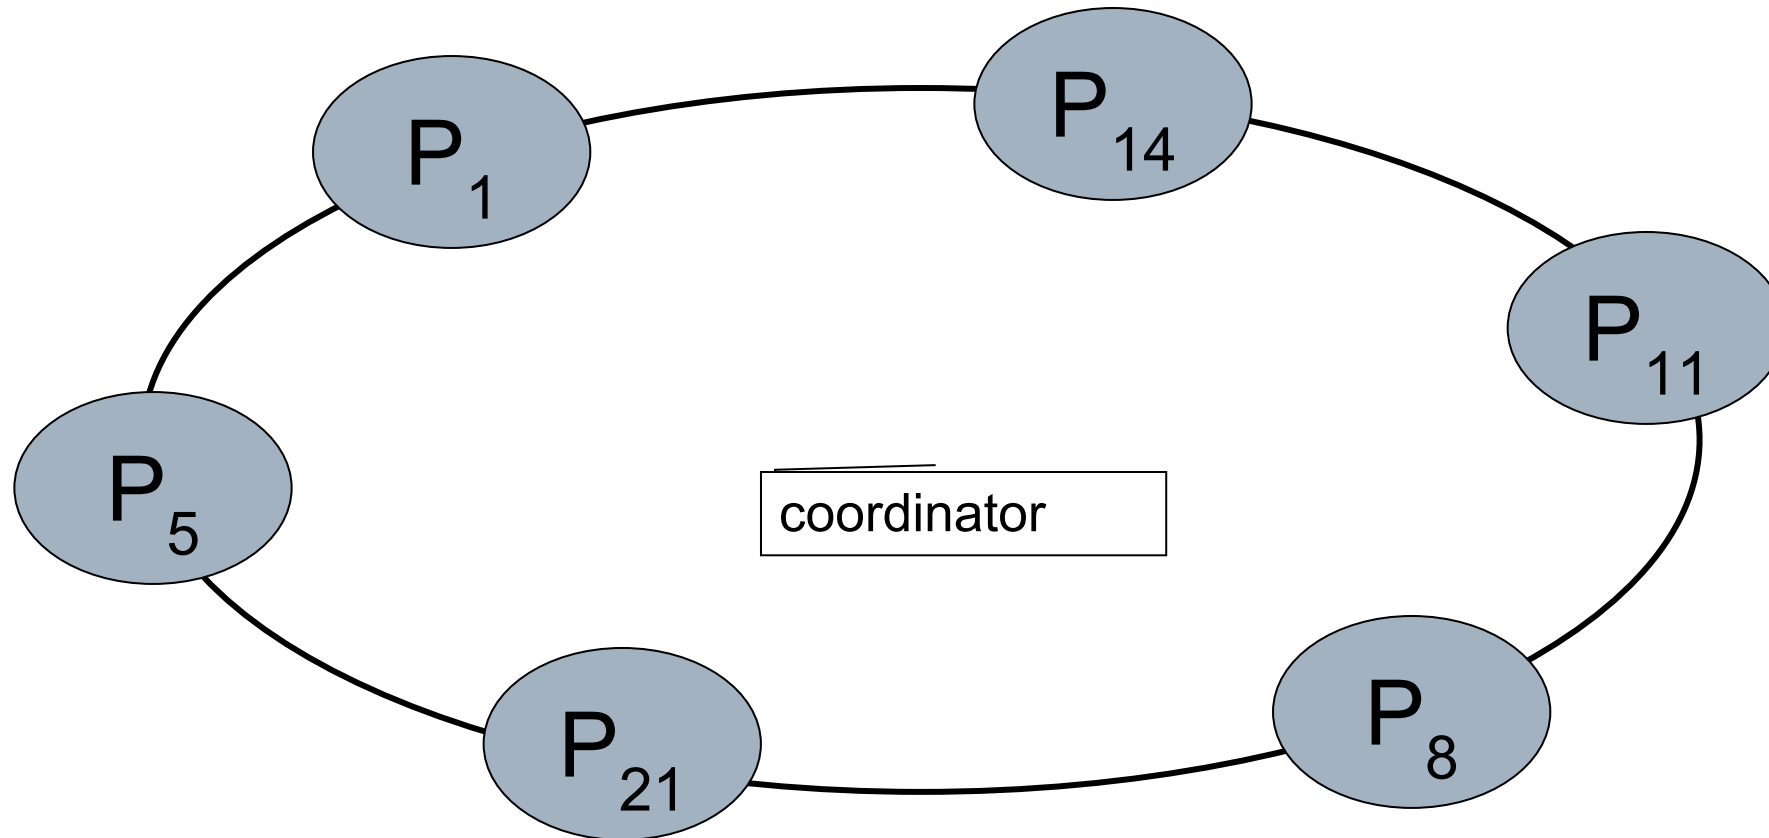 P₁₄
P₁
P₁₁
P₅
coordinator
P₈
P₂₁